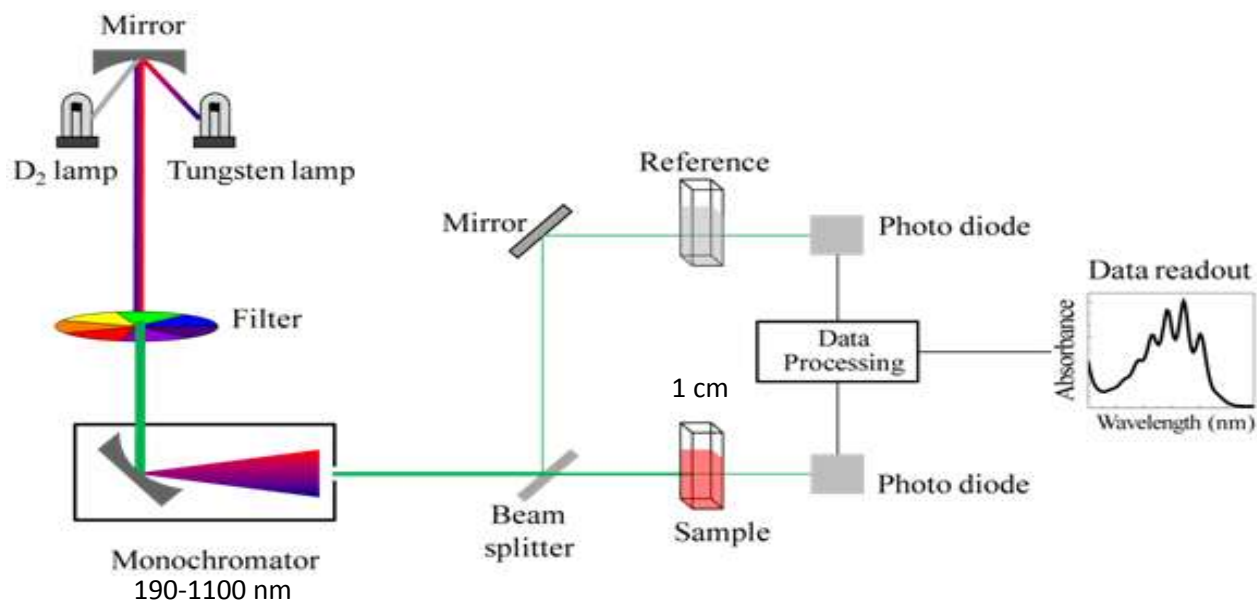 Mirror
D₂ lamp
Tungsten lamp
Filter
Monochromator
190-1100 nm
Mirror
Beam
splitter
Reference
1 cm
Sample
Photo diode
Data
Processing
Photo diode
Data readout
Absorbance
Wavelength (nm)